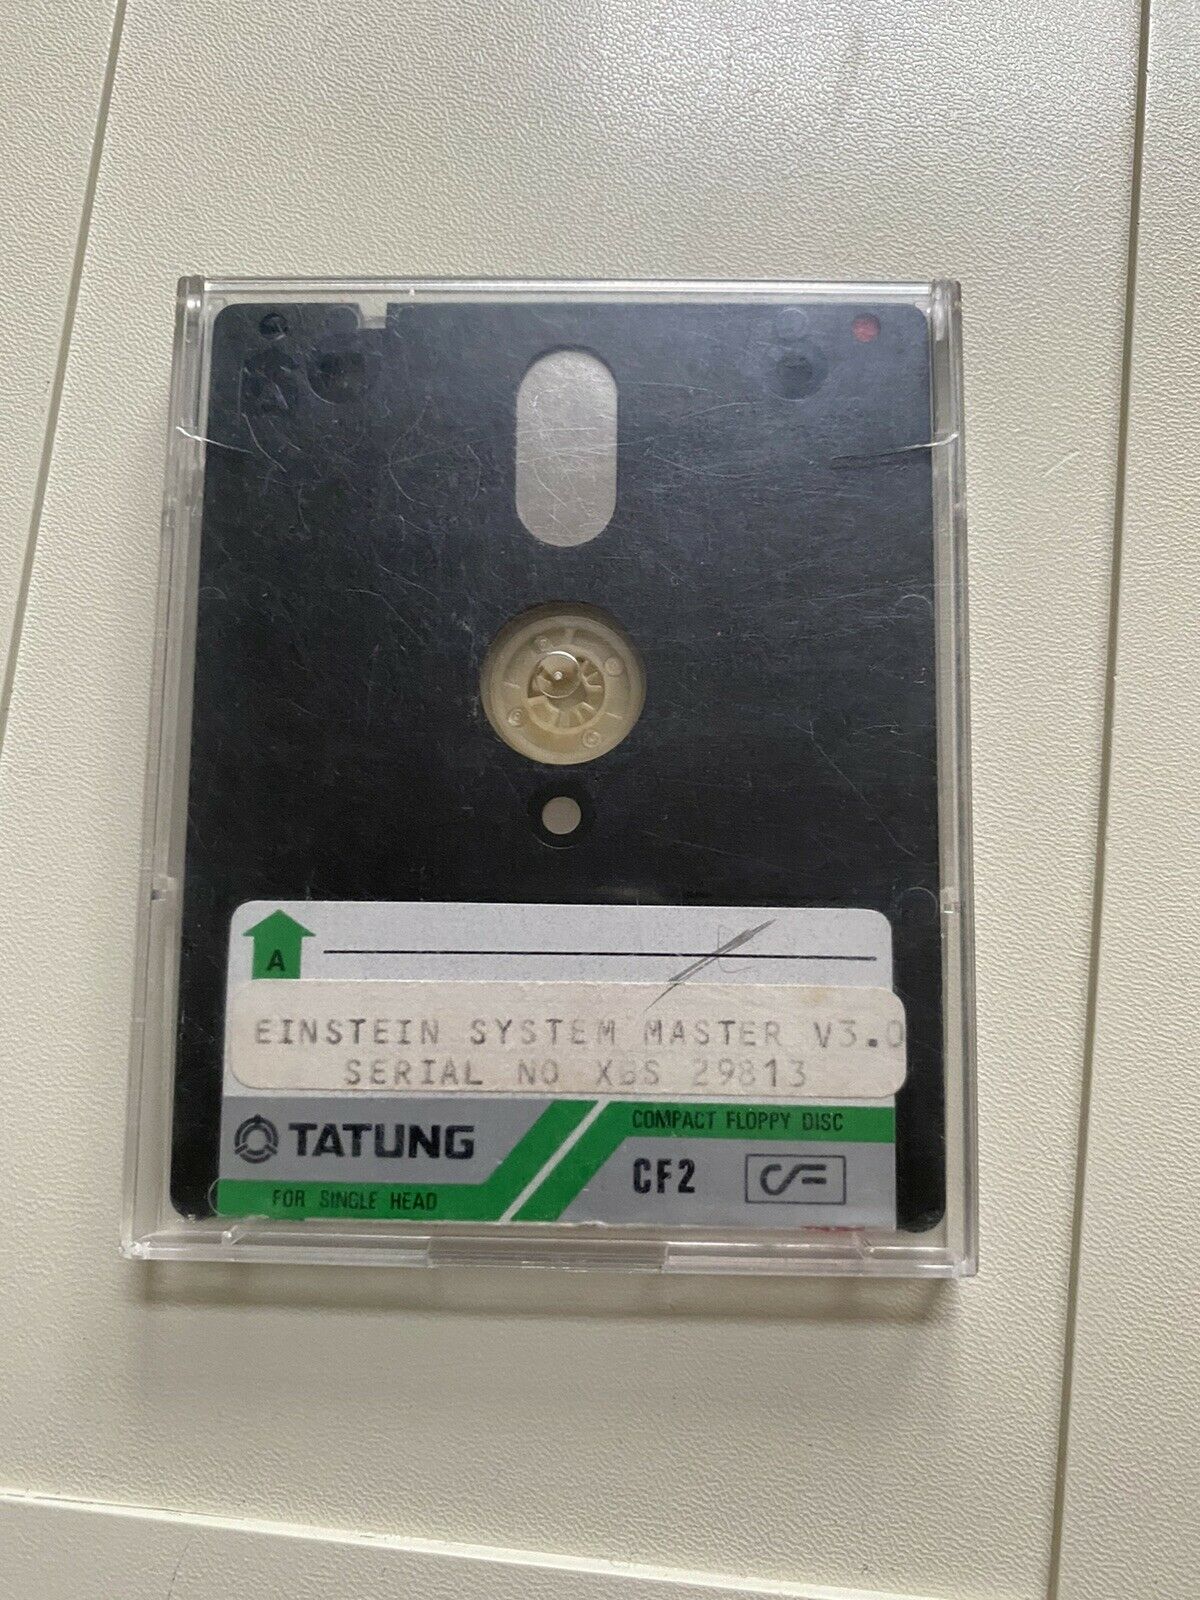 A
EINSTEIN SYSTEM MASTER V3.0
SERIAL NO XBS 29813
TATUNG
COMPACT FLOPPY DISC
CF2
FOR SINGLE HEAD